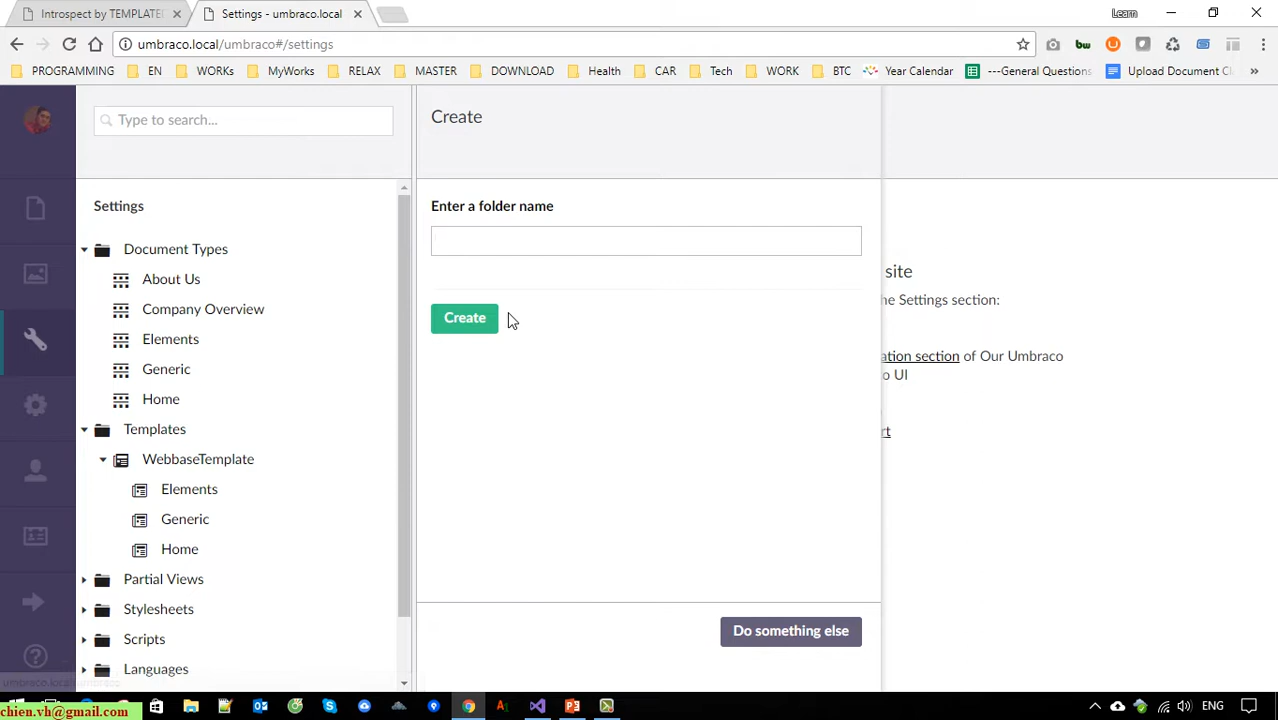 Introspect by TEMPLATE
Settings - umbraco.local
Learn
umbraco.local/umbraco#/settings
PROGRAMMING
EN
WORKs
MyWorks
RELAX
MASTER
DOWNLOAD
Health
CAR
Tech
WORK
BTC
Year Calendar
---General Questions
Upload Document Cl
»
Type to search...
Create
Settings
Enter a folder name
Document Types
About Us
site
Company Overview
he Settings section:
Create
Elements
ation section of Our Umbraco
Generic
o UI
Home
Templates
rt
WebbaseTemplate
Elements
Generic
Home
Partial Views
Stylesheets
Do something else
Scripts
Languages
chien.vh@gmail.com
ENG